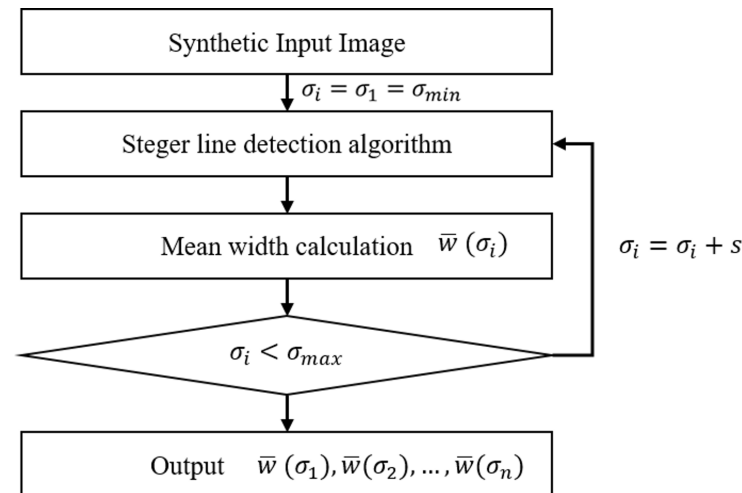 Synthetic Input Image
σᵢ = σ₁ = σₘᵢₙ
Steger line detection algorithm
Mean width calculation w̅ (σᵢ)
σᵢ = σᵢ + s
σᵢ < σₘₐₓ
Output w̅ (σ₁), w̅(σ₂), …, w̅(σₙ)